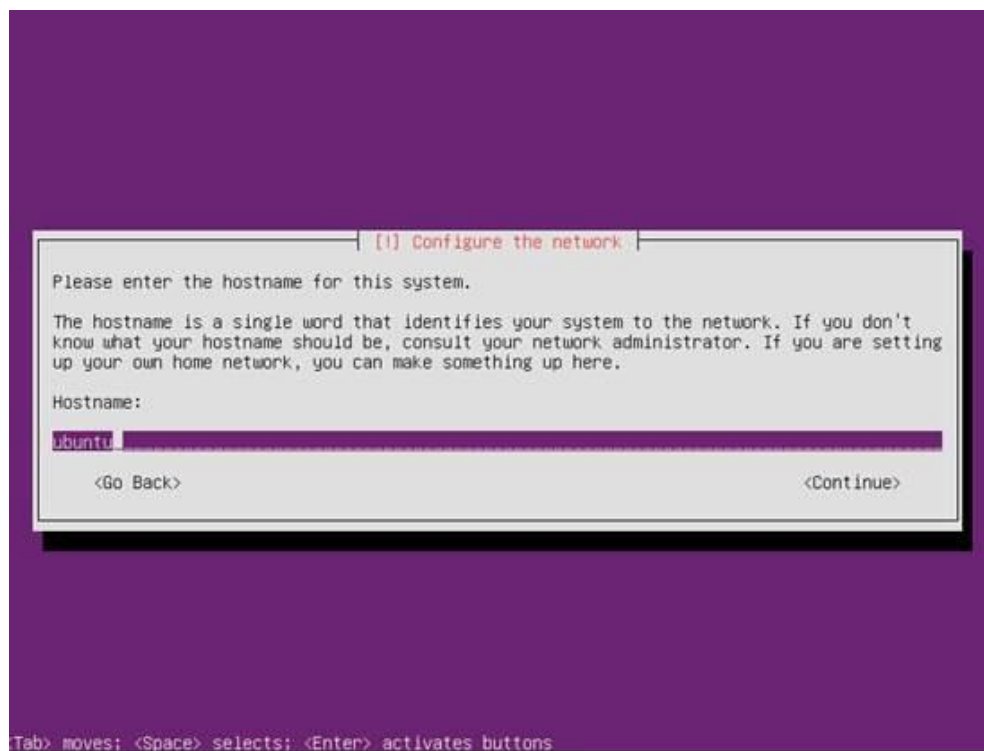 [!] Configure the network
Please enter the hostname for this system.
The hostname is a single word that identifies your system to the network. If you don't
know what your hostname should be, consult your network administrator. If you are setting
up your own home network, you can make something up here.
Hostname:
ubuntu
<Go Back> <Continue>
<Tab> moves; <Space> selects; <Enter> activates buttons